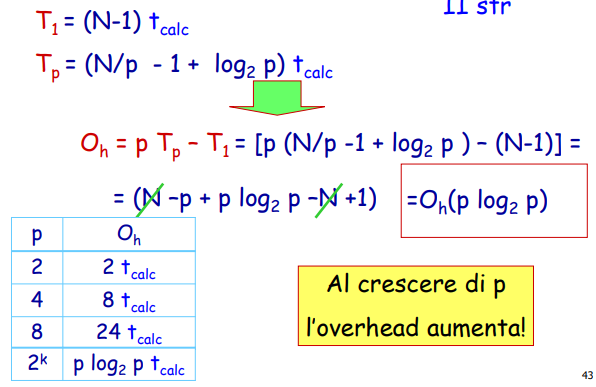 II str
T1 = (N-1) tcalc
Tp = (N/p - 1 + log2 p) tcalc
Oh = p Tp – T1 = [p (N/p -1 + log2 p ) – (N-1)] =
= (N –p + p log2 p –N +1) =Oh(p log2 p)
p Oh
2 2 tcalc
4 8 tcalc
8 24 tcalc
2k p log2 p tcalc
Al crescere di p
l’overhead aumenta!
43